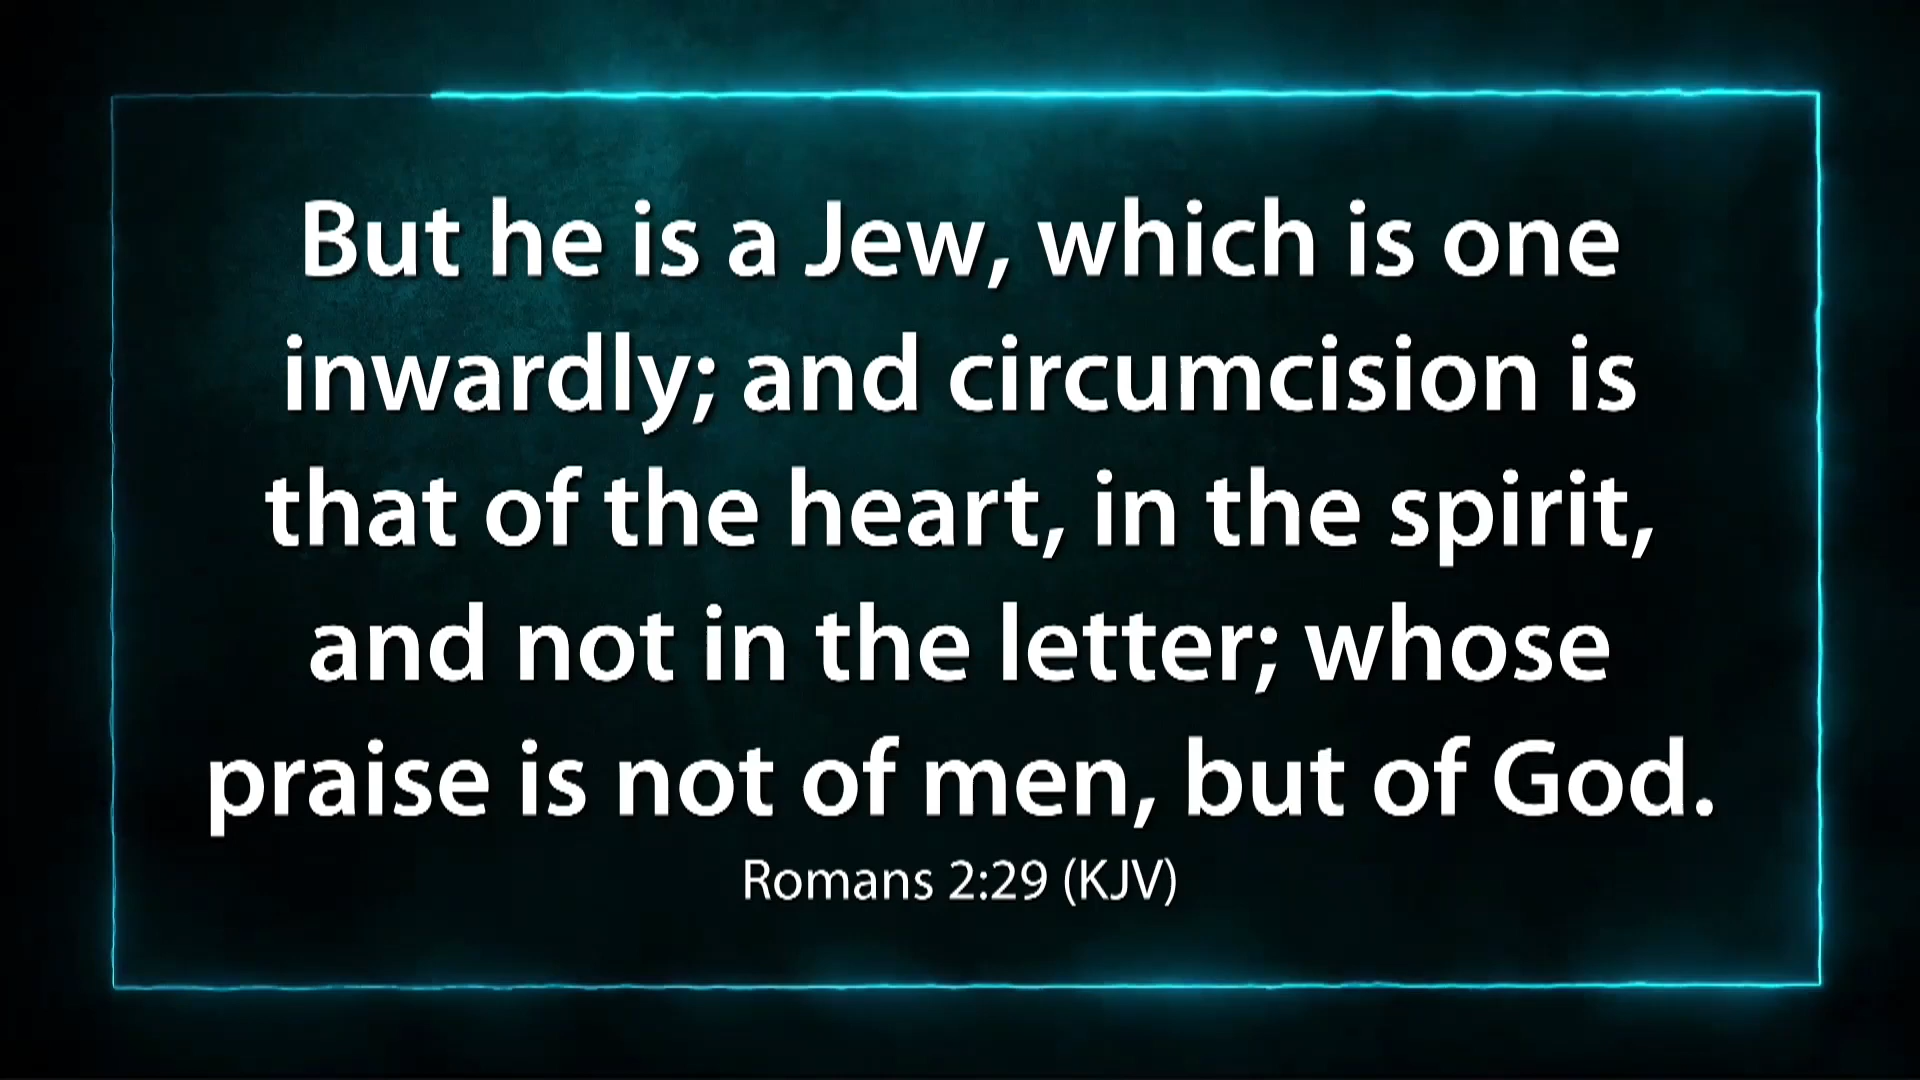 But he is a Jew, which is one
inwardly; and circumcision is
that of the heart, in the spirit,
and not in the letter; whose
praise is not of men, but of God.
Romans 2:29 (KJV)